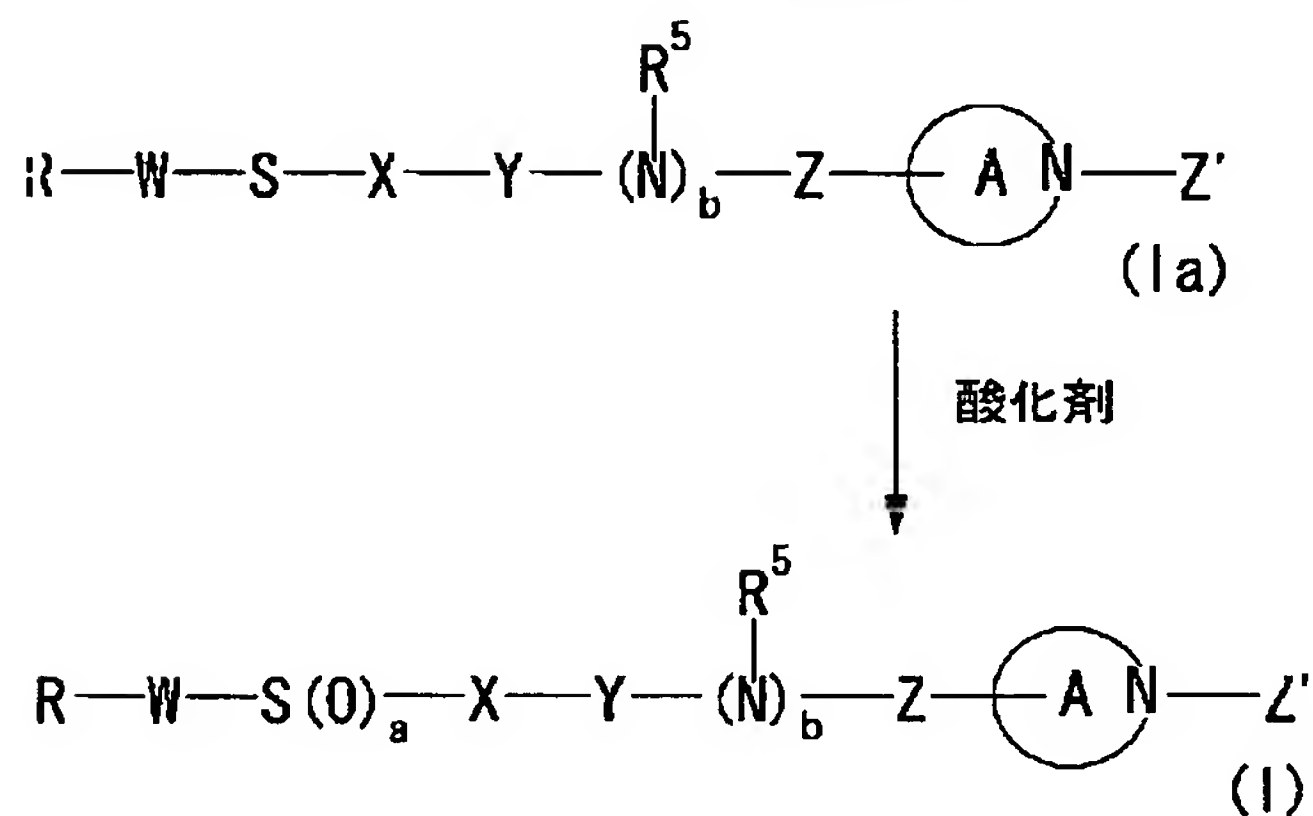 R⁵
R—W—S—X—Y—(N)b—Z—A N—Z'
(Ia)
酸化剤
R⁵
R—W—S(O)a—X—Y—(N)b—Z—A N—Z'
(I)